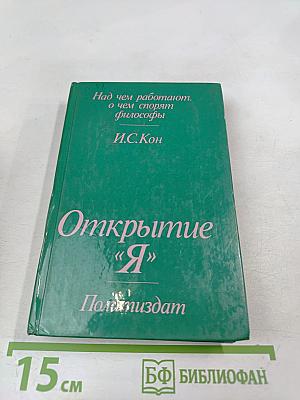 Над чем работают,
о чем спорят
философы
И.С.Кон
Открытие
«Я»
Политиздат
15 см
БФ БИБЛИОФАН